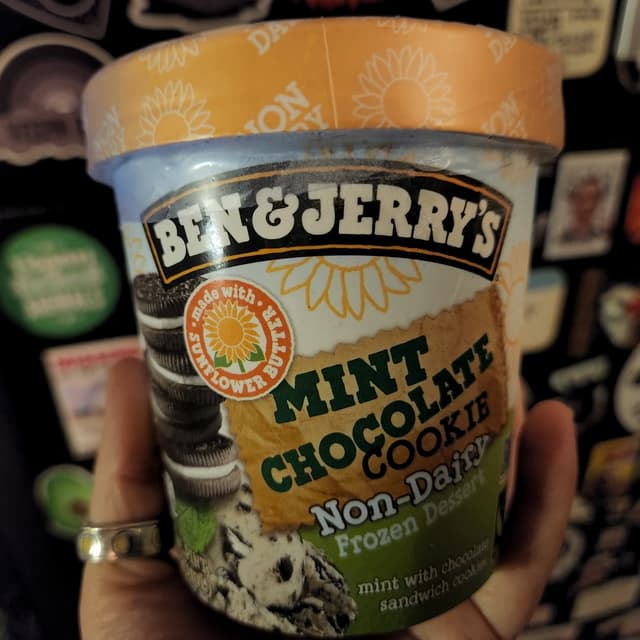 BEN & JERRY'S
made with
SUNFLOWER BUTTER
MINT
CHOCOLATE
COOKIE
Non-Dairy
Frozen Dessert
mint with chocolate
sandwich cookies